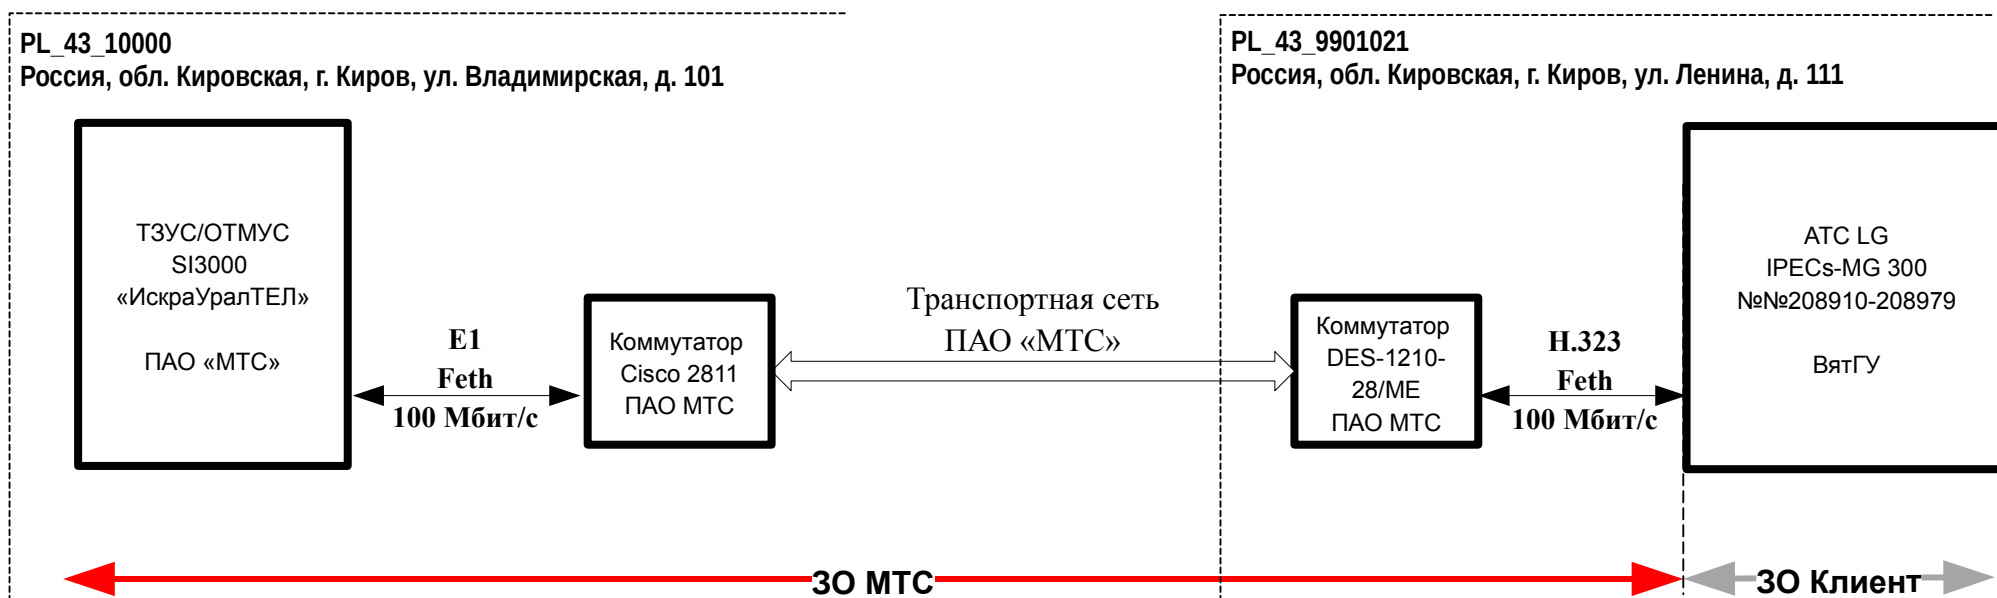 PL_43_10000
Россия, обл. Кировская, г. Киров, ул. Владимирская, д. 101
PL_43_9901021
Россия, обл. Кировская, г. Киров, ул. Ленина, д. 111
ТЗУС/ОТМУС
SI3000
«ИскраУралТЕЛ»
ПАО «МТС»
E1
Feth
100 Мбит/с
Коммутатор
Cisco 2811
ПАО МТС
Транспортная сеть
ПАО «МТС»
Коммутатор
DES-1210-
28/ME
ПАО МТС
H.323
Feth
100 Мбит/с
АТС LG
IPECs-MG 300
№№208910-208979
ВятГУ
ЗО МТС
ЗО Клиент